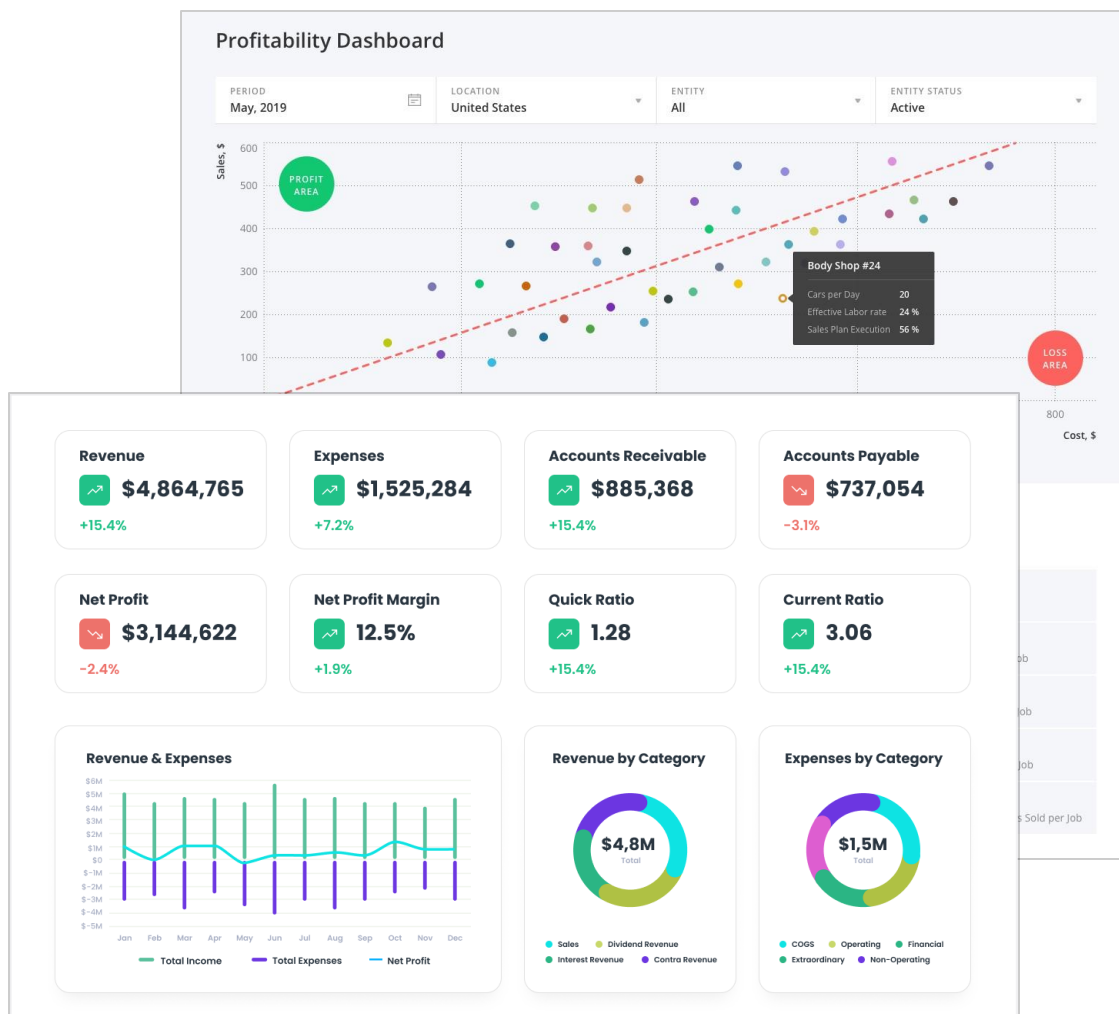 Profitability Dashboard
PERIOD
May, 2019
LOCATION
United States
ENTITY
All
ENTITY STATUS
Active
Sales, $
600
500
400
300
200
100
PROFIT
AREA
Body Shop #24
Cars per Day 20
Effective Labor rate 24 %
Sales Plan Execution 56 %
LOSS
AREA
800
Cost, $
Revenue
$4,864,765
+15.4%
Expenses
$1,525,284
+7.2%
Accounts Receivable
$885,368
+15.4%
Accounts Payable
$737,054
-3.1%
Net Profit
$3,144,622
-2.4%
Net Profit Margin
12.5%
+1.9%
Quick Ratio
1.28
+15.4%
Current Ratio
3.06
+15.4%
Job
Job
Sold per Job
Revenue & Expenses
$6M
$5M
$4M
$3M
$2M
$1M
$0
$-1M
$-2M
$-3M
$-4M
$-5M
Jan Feb Mar Apr May Jun Jul Aug Sep Oct Nov Dec
Total Income Total Expenses Net Profit
Revenue by Category
$4,8M
Total
Sales Dividend Revenue
Interest Revenue Contra Revenue
Expenses by Category
$1,5M
Total
COGS Operating Financial
Extraordinary Non-Operating